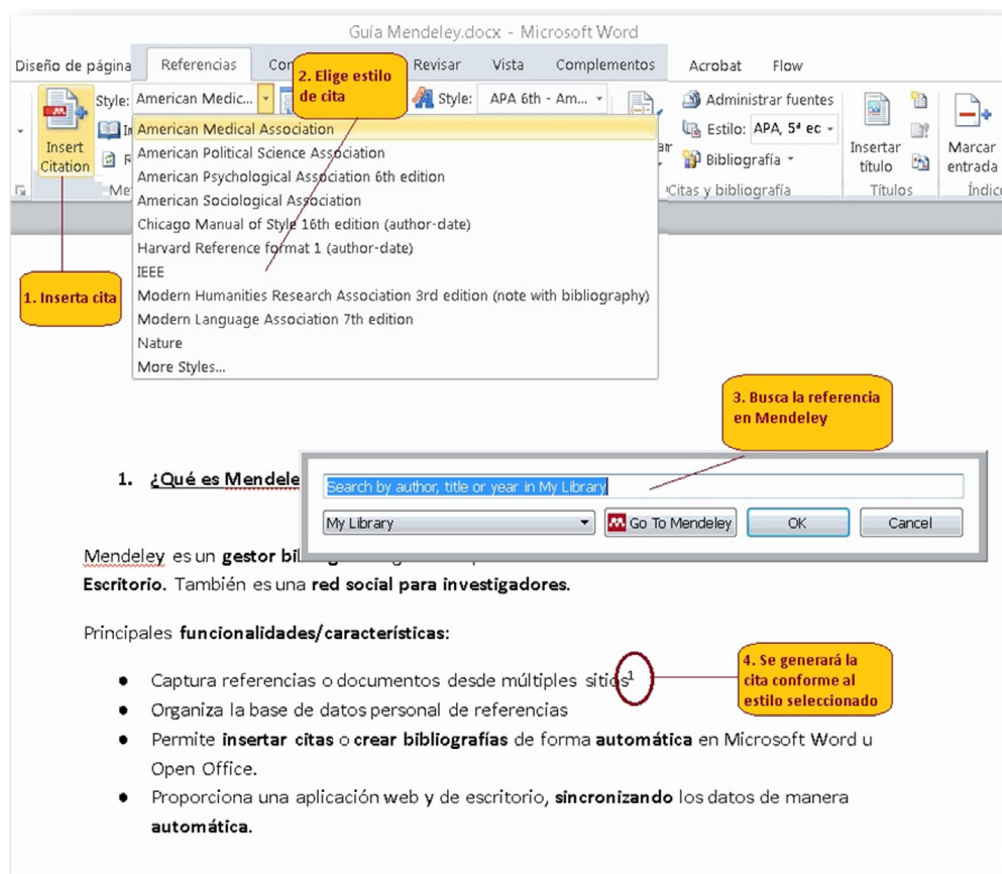 Guía Mendeley.docx - Microsoft Word
Diseño de página Referencias Revisar Vista Complementos Acrobat Flow
2. Elige estilo
de cita
Style: American Medic...
Style: APA 6th - Am...
Administrar fuentes
Estilo: APA, 5ª ec
Bibliografía
Insert
Citation
Insertar
título
Marcar
entrada
Citas y bibliografía
Títulos
American Medical Association
American Political Science Association
American Psychological Association 6th edition
American Sociological Association
Chicago Manual of Style 16th edition (author-date)
Harvard Reference format 1 (author-date)
IEEE
Modern Humanities Research Association 3rd edition (note with bibliography)
Modern Language Association 7th edition
Nature
More Styles...
1. Inserta cita
3. Busca la referencia
en Mendeley
1. ¿Qué es Mendele
Search by author, title or year in My Library
My Library Go To Mendeley OK Cancel
Mendeley es un gestor
Escritorio. También es una red social para investigadores.
Principales funcionalidades/características:
4. Se generará la
cita conforme al
estilo seleccionado
• Captura referencias o documentos desde múltiples sitios1
• Organiza la base de datos personal de referencias
• Permite insertar citas o crear bibliografías de forma automática en Microsoft Word u
Open Office.
• Proporciona una aplicación web y de escritorio, sincronizando los datos de manera
automática.